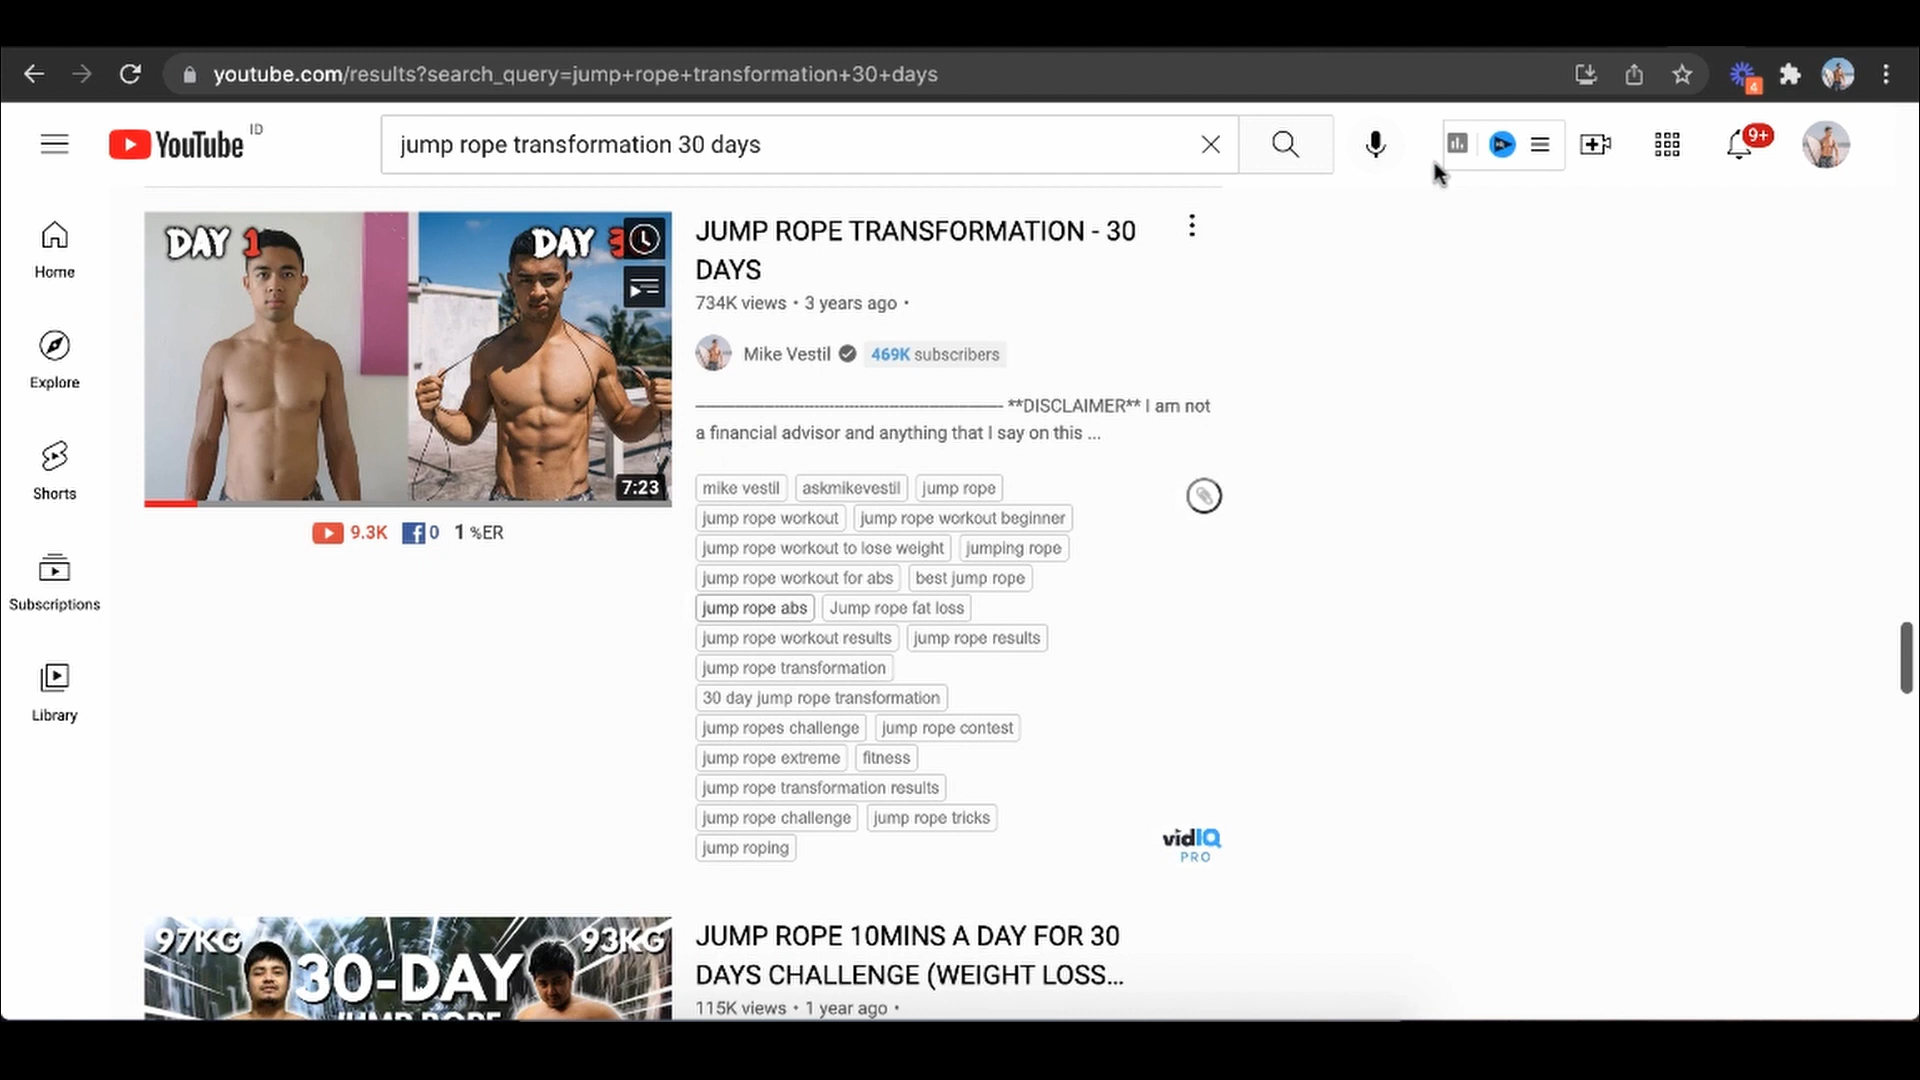 youtube.com/results?search_query=jump+rope+transformation+30+days
4
YouTube ID
jump rope transformation 30 days
9+
Home
Explore
Shorts
Subscriptions
Library
DAY 1
DAY 3
7:23
9.3K 0 1 %ER
JUMP ROPE TRANSFORMATION - 30
DAYS
734K views • 3 years ago •
Mike Vestil 469K subscribers
**DISCLAIMER** I am not
a financial advisor and anything that I say on this ...
mike vestil askmikevestil jump rope
jump rope workout jump rope workout beginner
jump rope workout to lose weight jumping rope
jump rope workout for abs best jump rope
jump rope abs Jump rope fat loss
jump rope workout results jump rope results
jump rope transformation
30 day jump rope transformation
jump ropes challenge jump rope contest
jump rope extreme fitness
jump rope transformation results
jump rope challenge jump rope tricks
jump roping
vidIQ
PRO
97KG 93KG
30-DAY
JUMP ROPE
JUMP ROPE 10MINS A DAY FOR 30
DAYS CHALLENGE (WEIGHT LOSS...
115K views • 1 year ago •